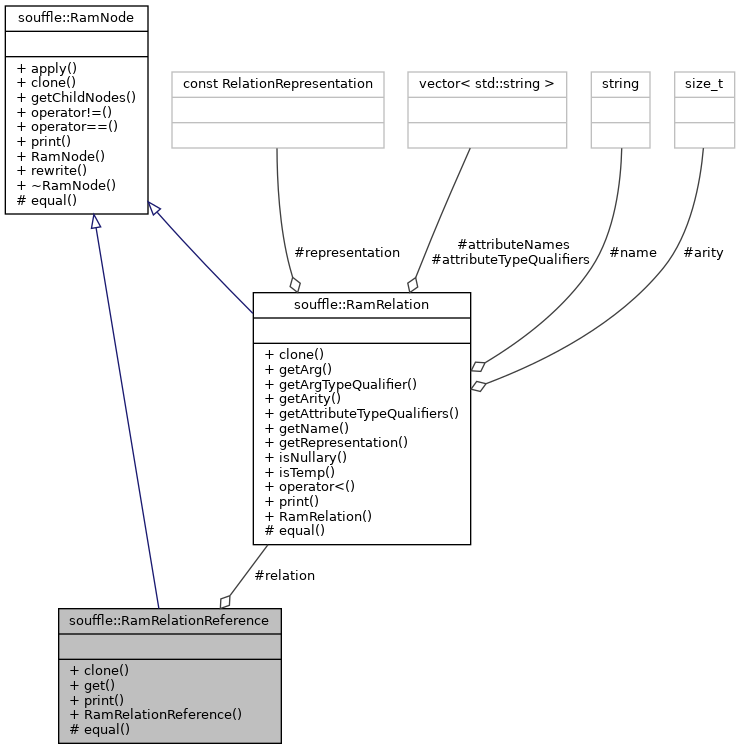 souffle::RamNode
+ apply()
+ clone()
+ getChildNodes()
+ operator!=()
+ operator==()
+ print()
+ RamNode()
+ rewrite()
+ ~RamNode()
# equal()
const RelationRepresentation
vector< std::string >
string
size_t
#representation
#attributeNames
#attributeTypeQualifiers
#name
#arity
souffle::RamRelation
+ clone()
+ getArg()
+ getArgTypeQualifier()
+ getArity()
+ getAttributeTypeQualifiers()
+ getName()
+ getRepresentation()
+ isNullary()
+ isTemp()
+ operator<()
+ print()
+ RamRelation()
# equal()
#relation
souffle::RamRelationReference
+ clone()
+ get()
+ print()
+ RamRelationReference()
# equal()